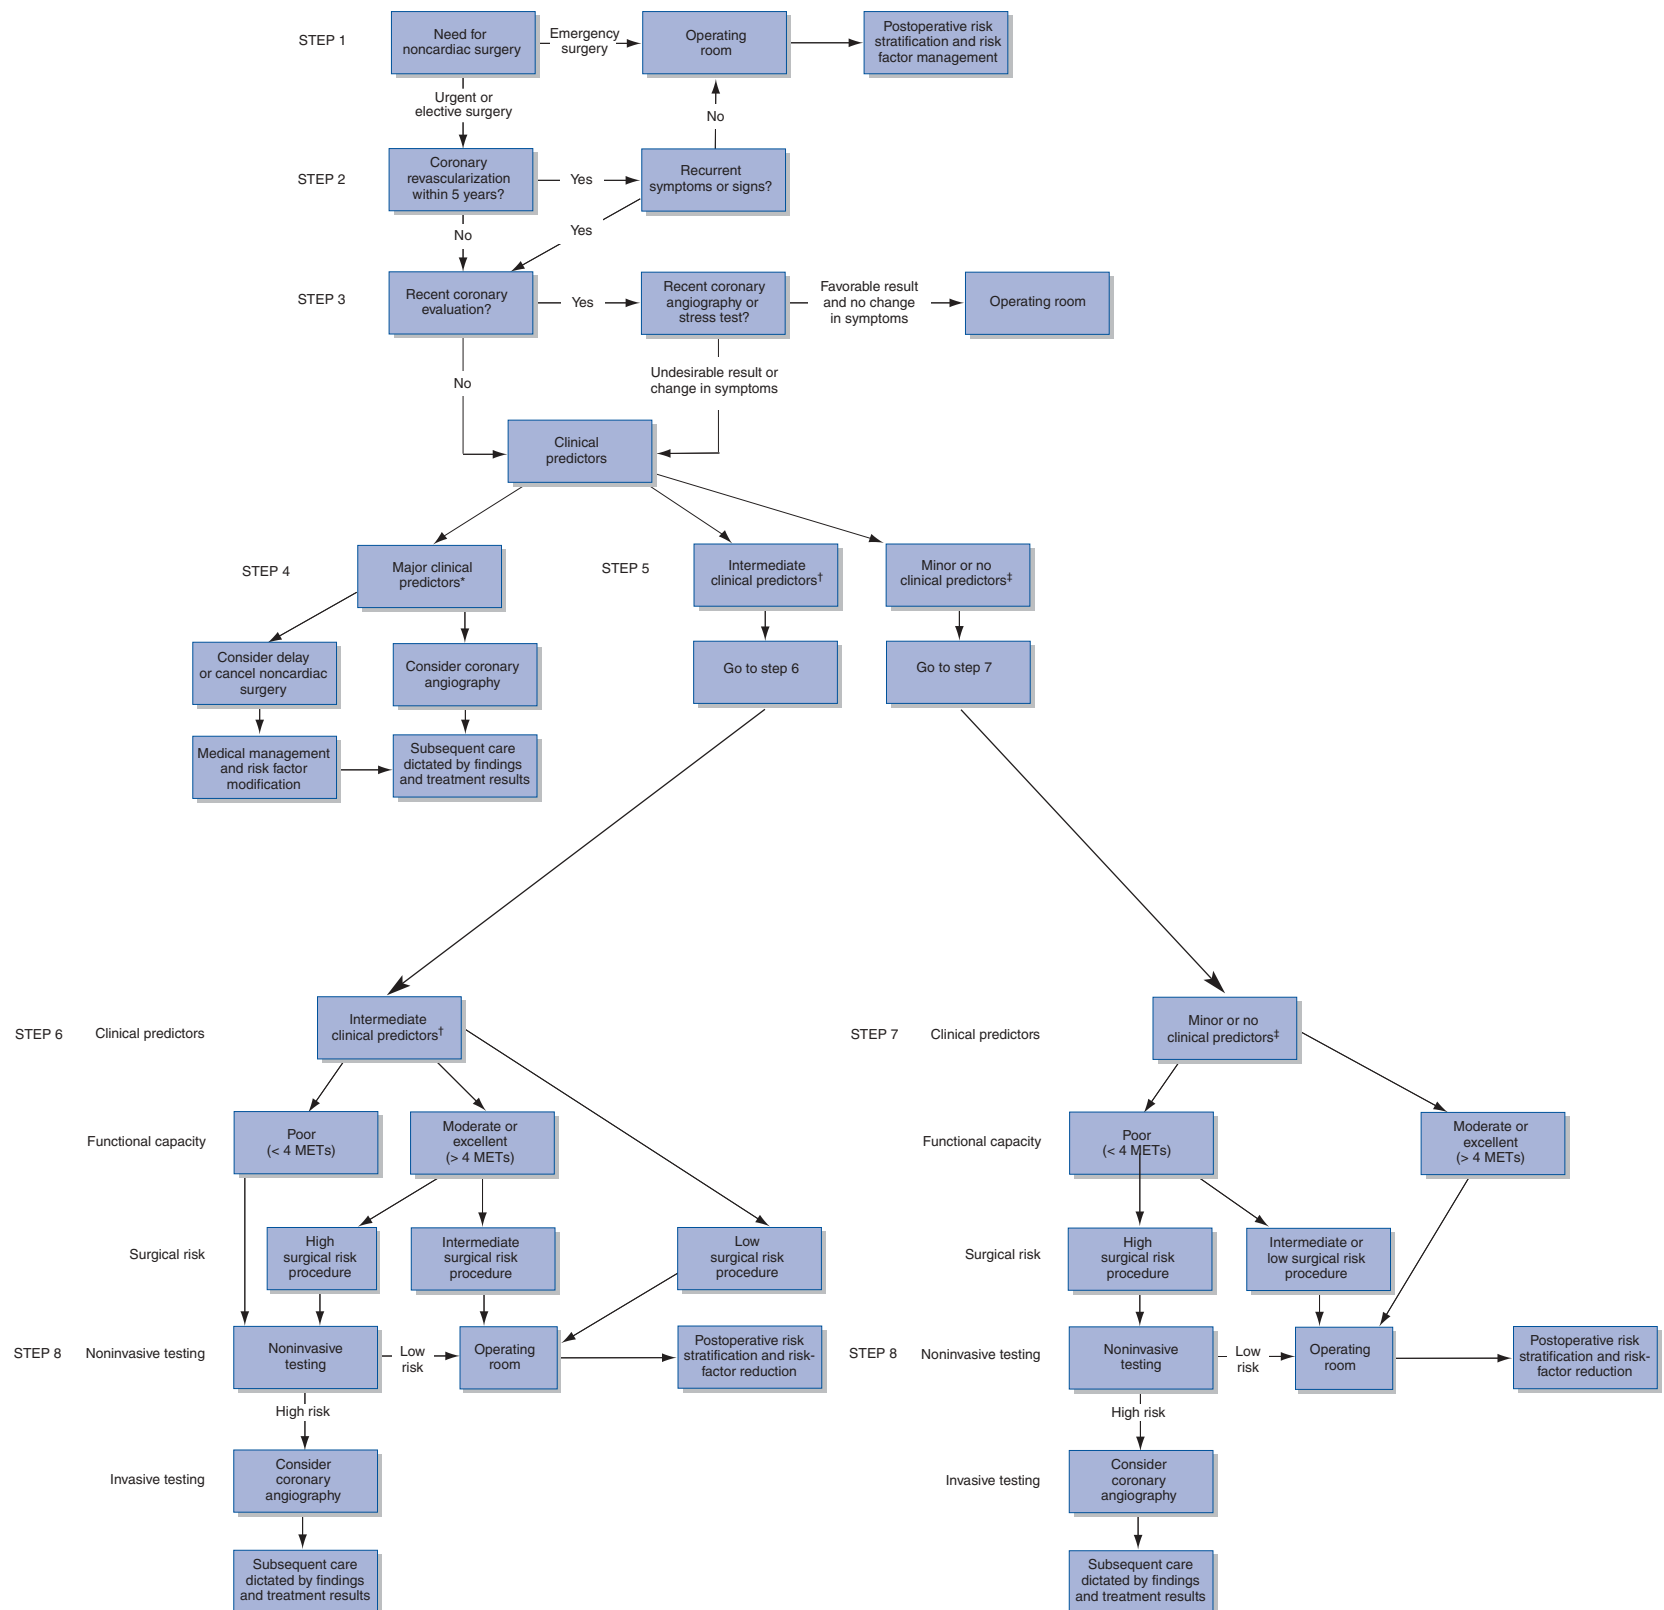 STEP 1
Need for
noncardiac surgery
Emergency
surgery
Operating
room
Postoperative risk
stratification and risk
factor management
Urgent or
elective surgery
No
STEP 2
Coronary
revascularization
within 5 years?
Yes
Recurrent
symptoms or signs?
No
Yes
STEP 3
Recent coronary
evaluation?
Yes
Recent coronary
angiography or
stress test?
Favorable result
and no change
in symptoms
Operating room
No
Undesirable result or
change in symptoms
Clinical
predictors
STEP 4
Major clinical
predictors*
STEP 5
Intermediate
clinical predictors†
Minor or no
clinical predictors‡
Consider delay
or cancel noncardiac
surgery
Consider coronary
angiography
Go to step 6
Go to step 7
Medical management
and risk factor
modification
Subsequent care
dictated by findings
and treatment results
STEP 6
Clinical predictors
Intermediate
clinical predictors†
Functional capacity
Poor
(< 4 METs)
Moderate or
excellent
(> 4 METs)
Surgical risk
High
surgical risk
procedure
Intermediate
surgical risk
procedure
Low
surgical risk
procedure
STEP 8
Noninvasive testing
Noninvasive
testing
Low
risk
Operating
room
Postoperative risk
stratification and risk-
factor reduction
High risk
Invasive testing
Consider
coronary
angiography
Subsequent care
dictated by findings
and treatment results
STEP 7
Clinical predictors
Minor or no
clinical predictors‡
Functional capacity
Poor
(< 4 METs)
Moderate or
excellent
(> 4 METs)
Surgical risk
High
surgical risk
procedure
Intermediate or
low surgical risk
procedure
STEP 8
Noninvasive testing
Noninvasive
testing
Low
risk
Operating
room
Postoperative risk
stratification and risk-
factor reduction
High risk
Invasive testing
Consider
coronary
angiography
Subsequent care
dictated by findings
and treatment results